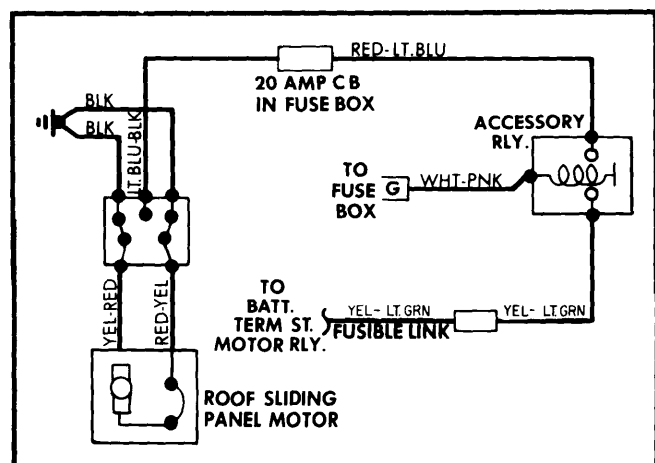 RED-LT.BLU
20 AMP C B
IN FUSE BOX
BLK
BLK
LT.BLU-BLK
ACCESSORY
RLY.
TO
FUSE
BOX
G
WHT-PNK
YEL-RED
RED-YEL
TO
BATT.
TERM ST.
MOTOR RLY.
YEL- LT.GRN
FUSIBLE LINK
YEL- LT.GRN
ROOF SLIDING
PANEL MOTOR